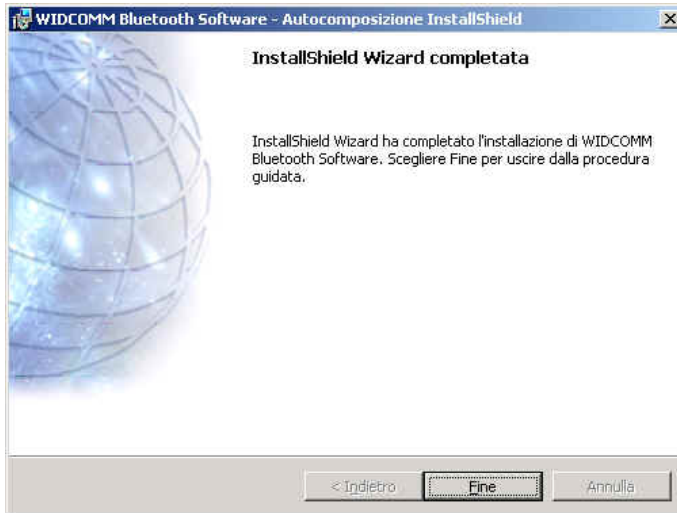 WIDCOMM Bluetooth Software - Autocomposizione InstallShield
InstallShield Wizard completata
InstallShield Wizard ha completato l'installazione di WIDCOMM
Bluetooth Software. Scegliere Fine per uscire dalla procedura
guidata.
< Indietro
Fine
Annulla